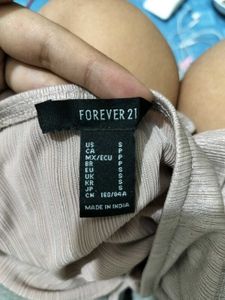 FOREVER 21
US S
CA P
MX/ECU P
BR P
EU S
UK S
KR S
JP S
CN 160/84A
MADE IN INDIA